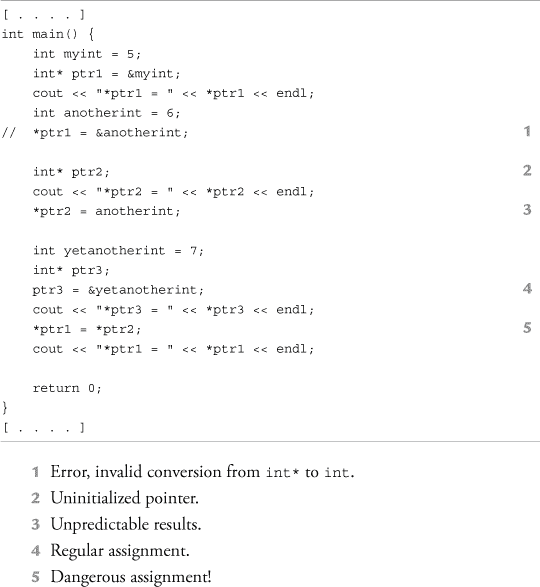 [ . . . . ]
int main() {
    int myint = 5;
    int* ptr1 = &myint;
    cout << "*ptr1 = " << *ptr1 << endl;
    int anotherint = 6;
//  *ptr1 = &anotherint; 1
    int* ptr2; 2
    cout << "*ptr2 = " << *ptr2 << endl;
    *ptr2 = anotherint; 3
    int yetanotherint = 7;
    int* ptr3;
    ptr3 = &yetanotherint; 4
    cout << "*ptr3 = " << *ptr3 << endl;
    *ptr1 = *ptr2; 5
    cout << "*ptr1 = " << *ptr1 << endl;
    return 0;
}
[ . . . . ]
1 Error, invalid conversion from int* to int.
2 Uninitialized pointer.
3 Unpredictable results.
4 Regular assignment.
5 Dangerous assignment!